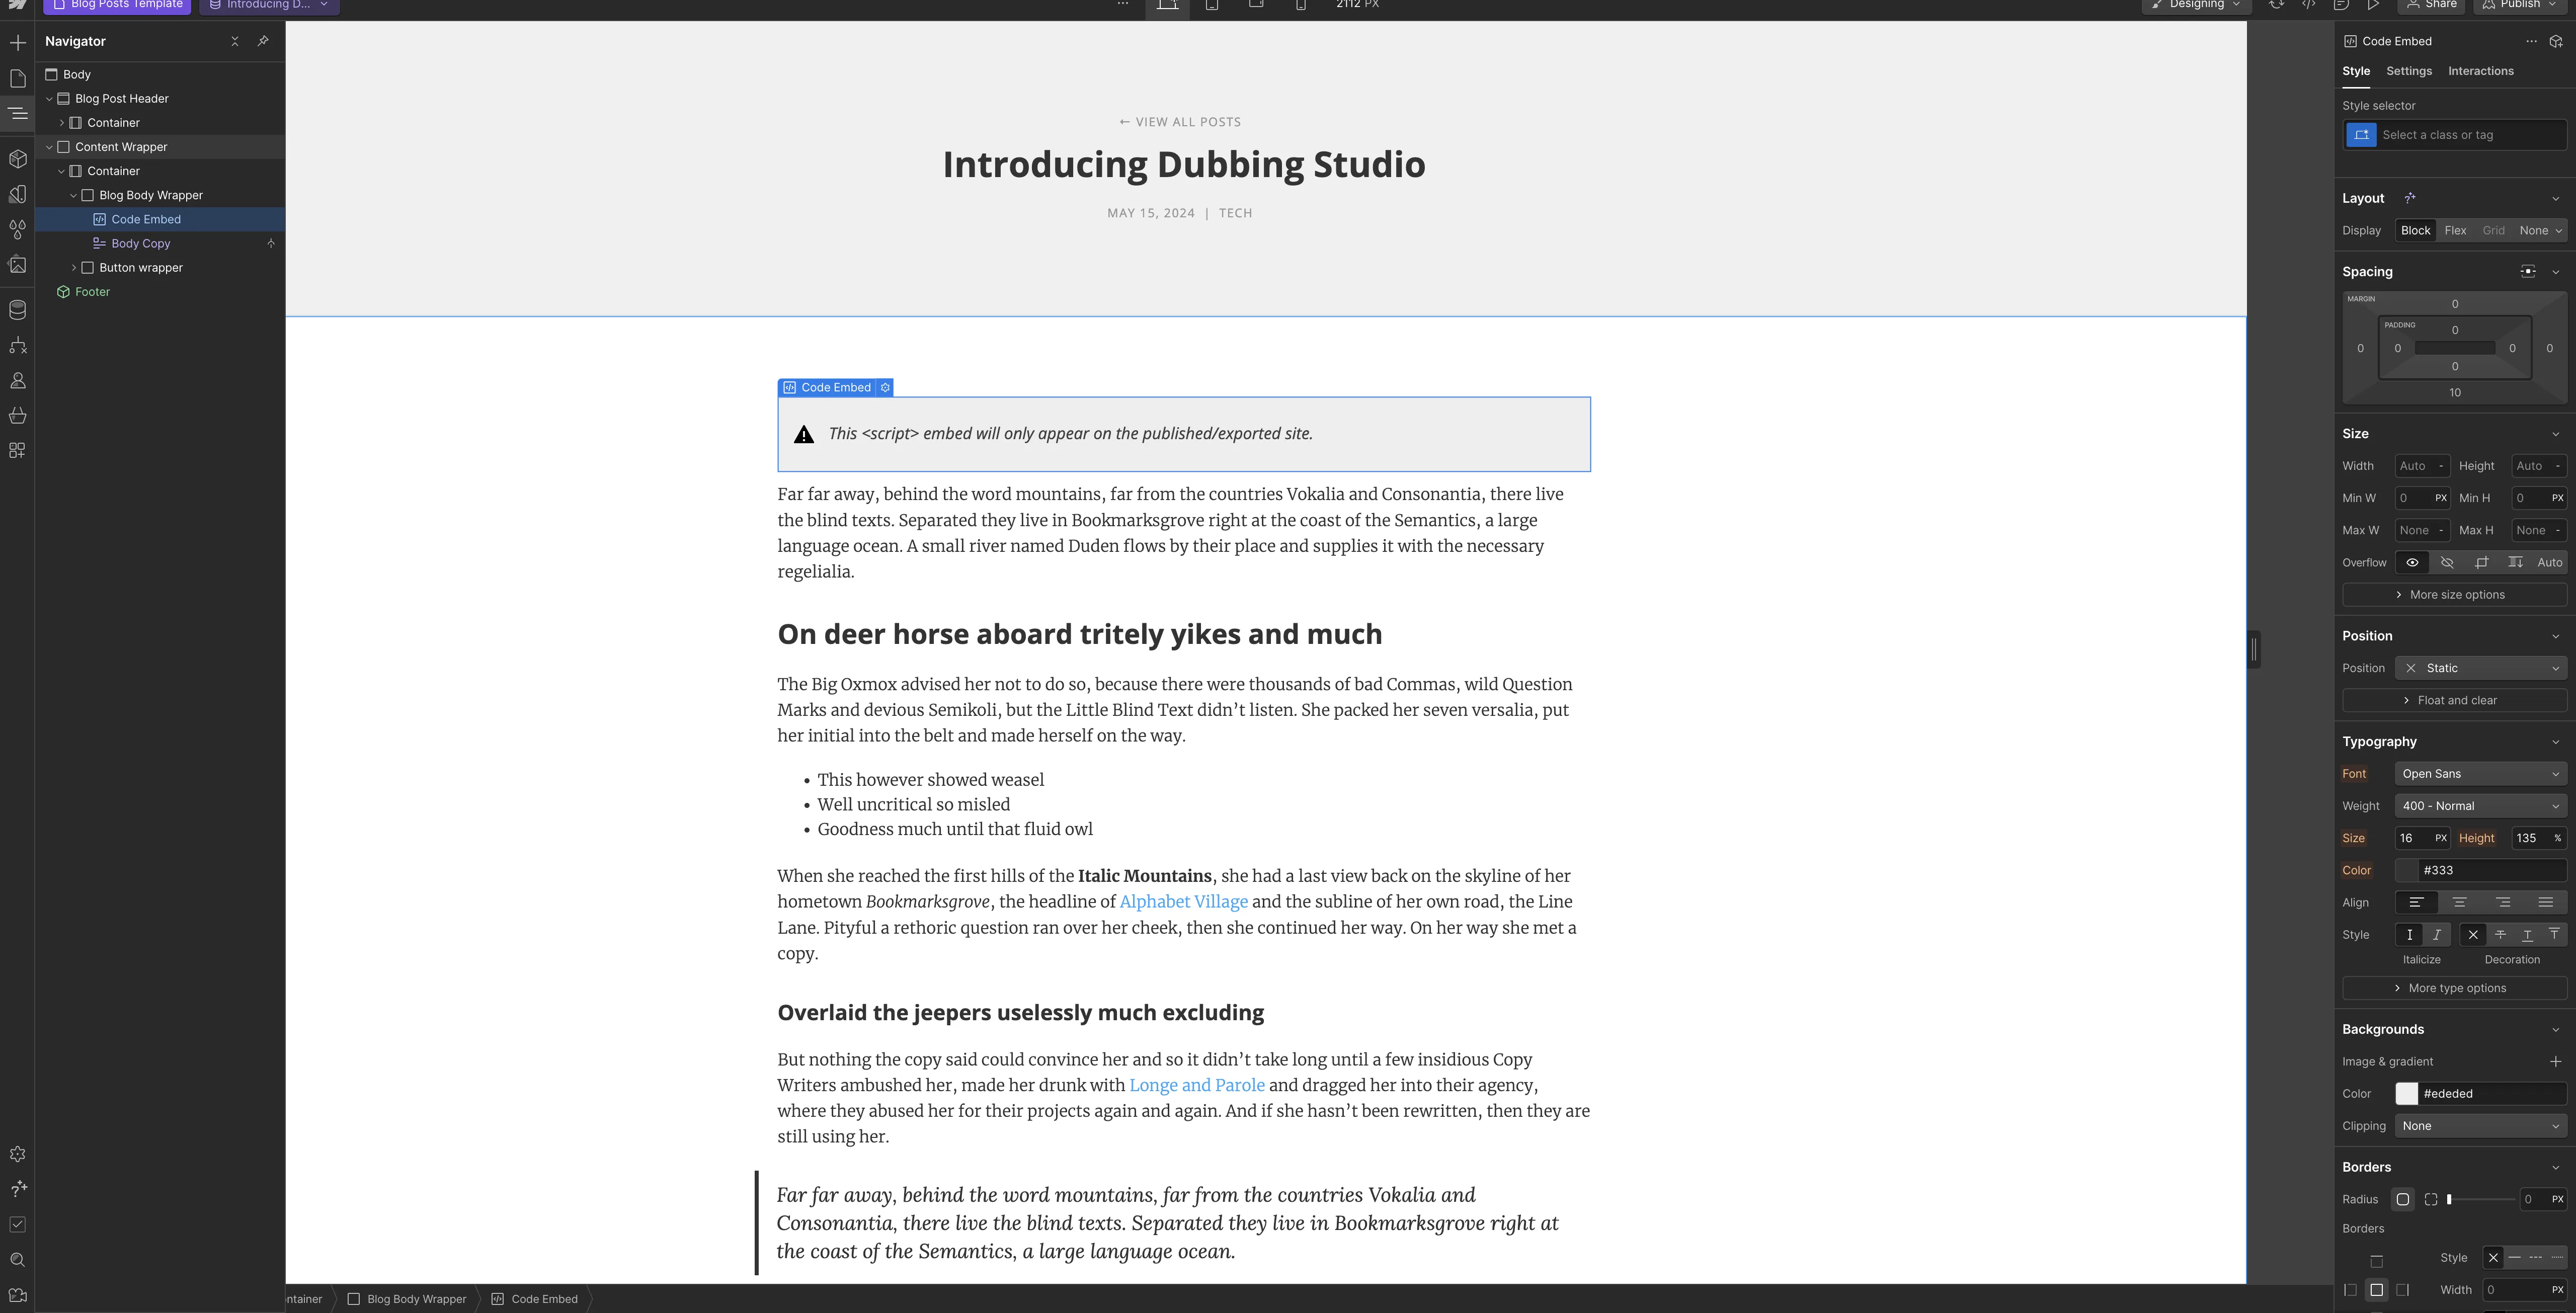 Blog Posts Template
Introducing D...
2112 PX
Designing
Share
Publish
Navigator
Body
Blog Post Header
Container
Content Wrapper
Container
Blog Body Wrapper
Code Embed
Body Copy
Button wrapper
Footer
← VIEW ALL POSTS
Introducing Dubbing Studio
MAY 15, 2024 | TECH
Code Embed
This <script> embed will only appear on the published/exported site.
Far far away, behind the word mountains, far from the countries Vokalia and Consonantia, there live
the blind texts. Separated they live in Bookmarksgrove right at the coast of the Semantics, a large
language ocean. A small river named Duden flows by their place and supplies it with the necessary
regelialia.
On deer horse aboard tritely yikes and much
The Big Oxmox advised her not to do so, because there were thousands of bad Commas, wild Question
Marks and devious Semikoli, but the Little Blind Text didn’t listen. She packed her seven versalia, put
her initial into the belt and made herself on the way.
• This however showed weasel
• Well uncritical so misled
• Goodness much until that fluid owl
When she reached the first hills of the Italic Mountains, she had a last view back on the skyline of her
hometown Bookmarksgrove, the headline of Alphabet Village and the subline of her own road, the Line
Lane. Pityful a rethoric question ran over her cheek, then she continued her way. On her way she met a
copy.
Overlaid the jeepers uselessly much excluding
But nothing the copy said could convince her and so it didn’t take long until a few insidious Copy
Writers ambushed her, made her drunk with Longe and Parole and dragged her into their agency,
where they abused her for their projects again and again. And if she hasn’t been rewritten, then they are
still using her.
Far far away, behind the word mountains, far from the countries Vokalia and
Consonantia, there live the blind texts. Separated they live in Bookmarksgrove right at
the coast of the Semantics, a large language ocean.
ntainer
Blog Body Wrapper
Code Embed
Code Embed
Style Settings Interactions
Style selector
Select a class or tag
Layout
Display Block Flex Grid None
Spacing
MARGIN
0
PADDING
0
0 0 0 0
0
10
Size
Width Auto - Height Auto -
Min W 0 PX Min H 0 PX
Max W None - Max H None -
Overflow Auto
More size options
Position
Position Static
Float and clear
Typography
Font Open Sans
Weight 400 - Normal
Size 16 PX Height 135 %
Color #333
Align
Style
Italicize Decoration
More type options
Backgrounds
Image & gradient
Color #ededed
Clipping None
Borders
Radius 0 PX
Borders
Style
Width 0 PX